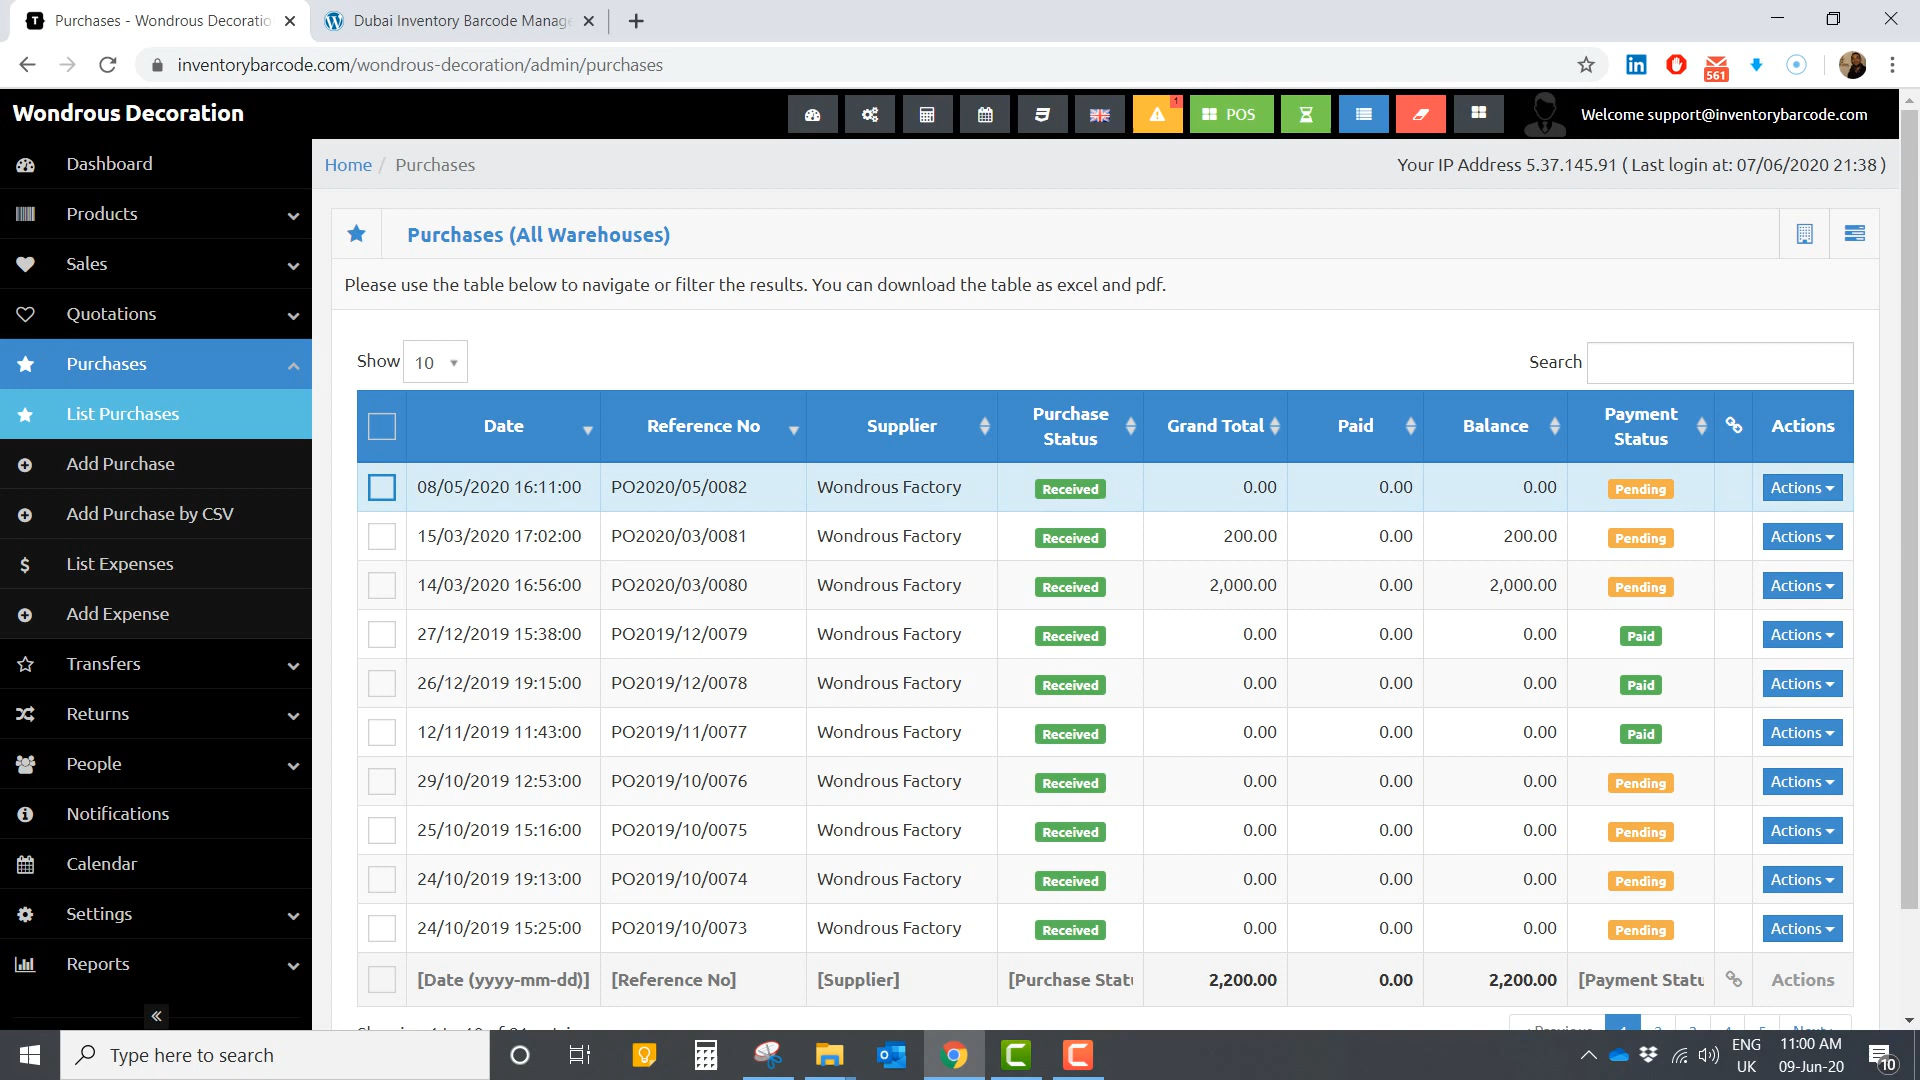 Purchases - Wondrous Decoratio
Dubai Inventory Barcode Manag
inventorybarcode.com/wondrous-decoration/admin/purchases
561
Wondrous Decoration
1
POS
Welcome support@inventorybarcode.com
Dashboard
Products
Sales
Quotations
Purchases
List Purchases
Add Purchase
Add Purchase by CSV
List Expenses
Add Expense
Transfers
Returns
People
Notifications
Calendar
Settings
Reports
Home / Purchases
Your IP Address 5.37.145.91 ( Last login at: 07/06/2020 21:38 )
Purchases (All Warehouses)
Please use the table below to navigate or filter the results. You can download the table as excel and pdf.
Show 10
Search
Date Reference No Supplier Purchase Status Grand Total Paid Balance Payment Status Actions
08/05/2020 16:11:00 PO2020/05/0082 Wondrous Factory Received 0.00 0.00 0.00 Pending Actions
15/03/2020 17:02:00 PO2020/03/0081 Wondrous Factory Received 200.00 0.00 200.00 Pending Actions
14/03/2020 16:56:00 PO2020/03/0080 Wondrous Factory Received 2,000.00 0.00 2,000.00 Pending Actions
27/12/2019 15:38:00 PO2019/12/0079 Wondrous Factory Received 0.00 0.00 0.00 Paid Actions
26/12/2019 19:15:00 PO2019/12/0078 Wondrous Factory Received 0.00 0.00 0.00 Paid Actions
12/11/2019 11:43:00 PO2019/11/0077 Wondrous Factory Received 0.00 0.00 0.00 Paid Actions
29/10/2019 12:53:00 PO2019/10/0076 Wondrous Factory Received 0.00 0.00 0.00 Pending Actions
25/10/2019 15:16:00 PO2019/10/0075 Wondrous Factory Received 0.00 0.00 0.00 Pending Actions
24/10/2019 19:13:00 PO2019/10/0074 Wondrous Factory Received 0.00 0.00 0.00 Pending Actions
24/10/2019 15:25:00 PO2019/10/0073 Wondrous Factory Received 0.00 0.00 0.00 Pending Actions
[Date (yyyy-mm-dd)] [Reference No] [Supplier] [Purchase Statu 2,200.00 0.00 2,200.00 [Payment Statu Actions
Type here to search
ENG
UK
11:00 AM
09-Jun-20
10